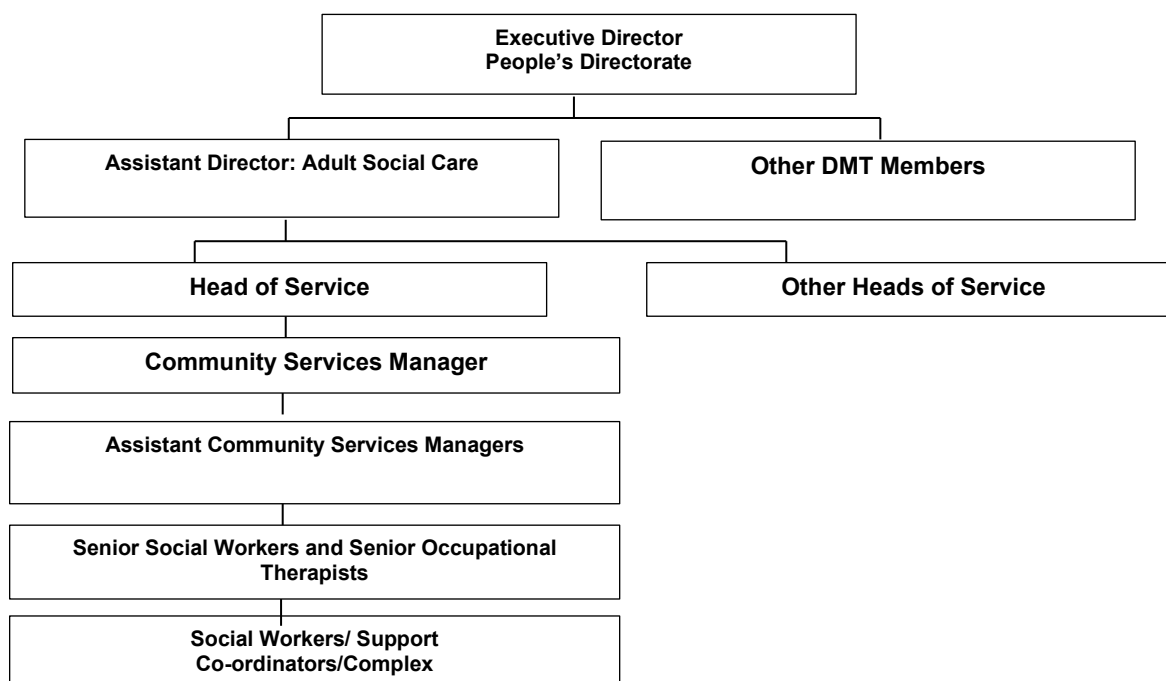 Executive Director
People’s Directorate
Assistant Director: Adult Social Care
Other DMT Members
Head of Service
Other Heads of Service
Community Services Manager
Assistant Community Services Managers
Senior Social Workers and Senior Occupational
Therapists
Social Workers/ Support
Co-ordinators/Complex